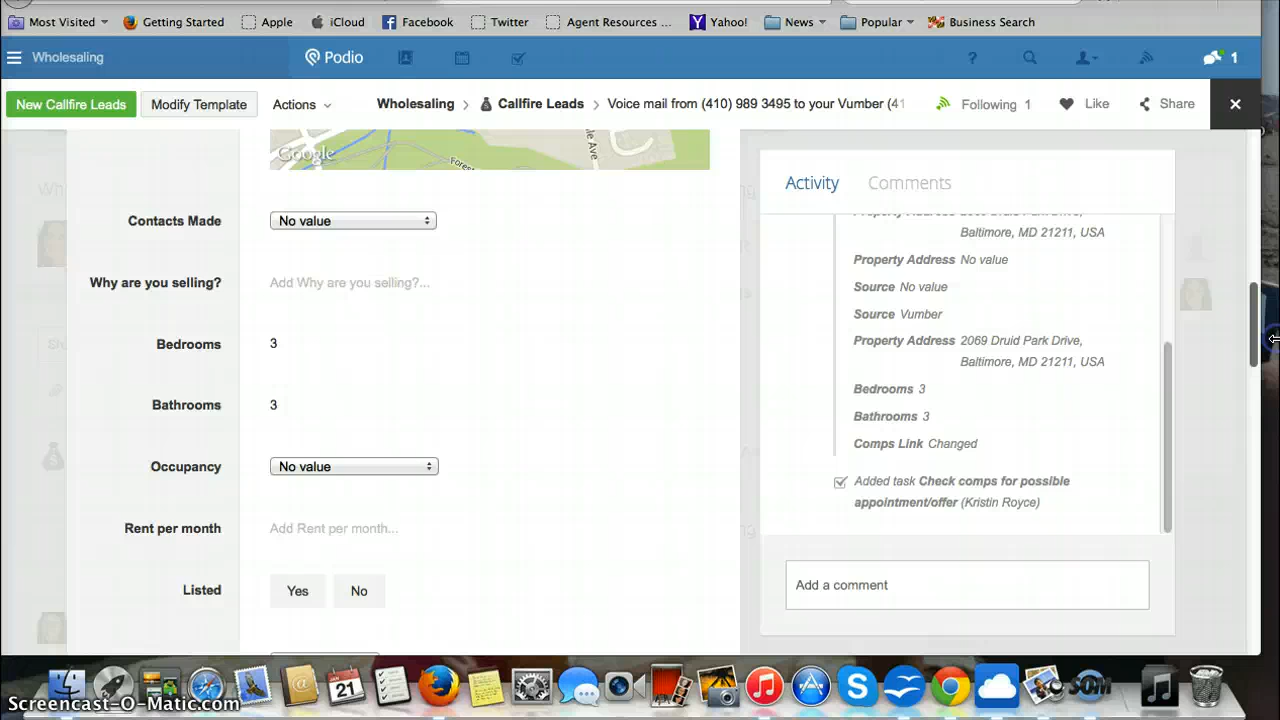 Most Visited Getting Started Apple iCloud Facebook Twitter Agent Resources ... Yahoo! News Popular Business Search
Wholesaling Podio ? 1
New Callfire Leads Modify Template Actions Wholesaling Callfire Leads Voice mail from (410) 989 3495 to your Vumber (41 Following 1 Like Share
Google
Contacts Made No value
Why are you selling? Add Why are you selling?...
Bedrooms 3
Bathrooms 3
Occupancy No value
Rent per month Add Rent per month...
Listed Yes No
Activity Comments
Baltimore, MD 21211, USA
Property Address No value
Source No value
Source Vumber
Property Address 2069 Druid Park Drive,
Baltimore, MD 21211, USA
Bedrooms 3
Bathrooms 3
Comps Link Changed
Added task Check comps for possible
appointment/offer (Kristin Royce)
Add a comment
21
Screencast-O-Matic.com
SOM